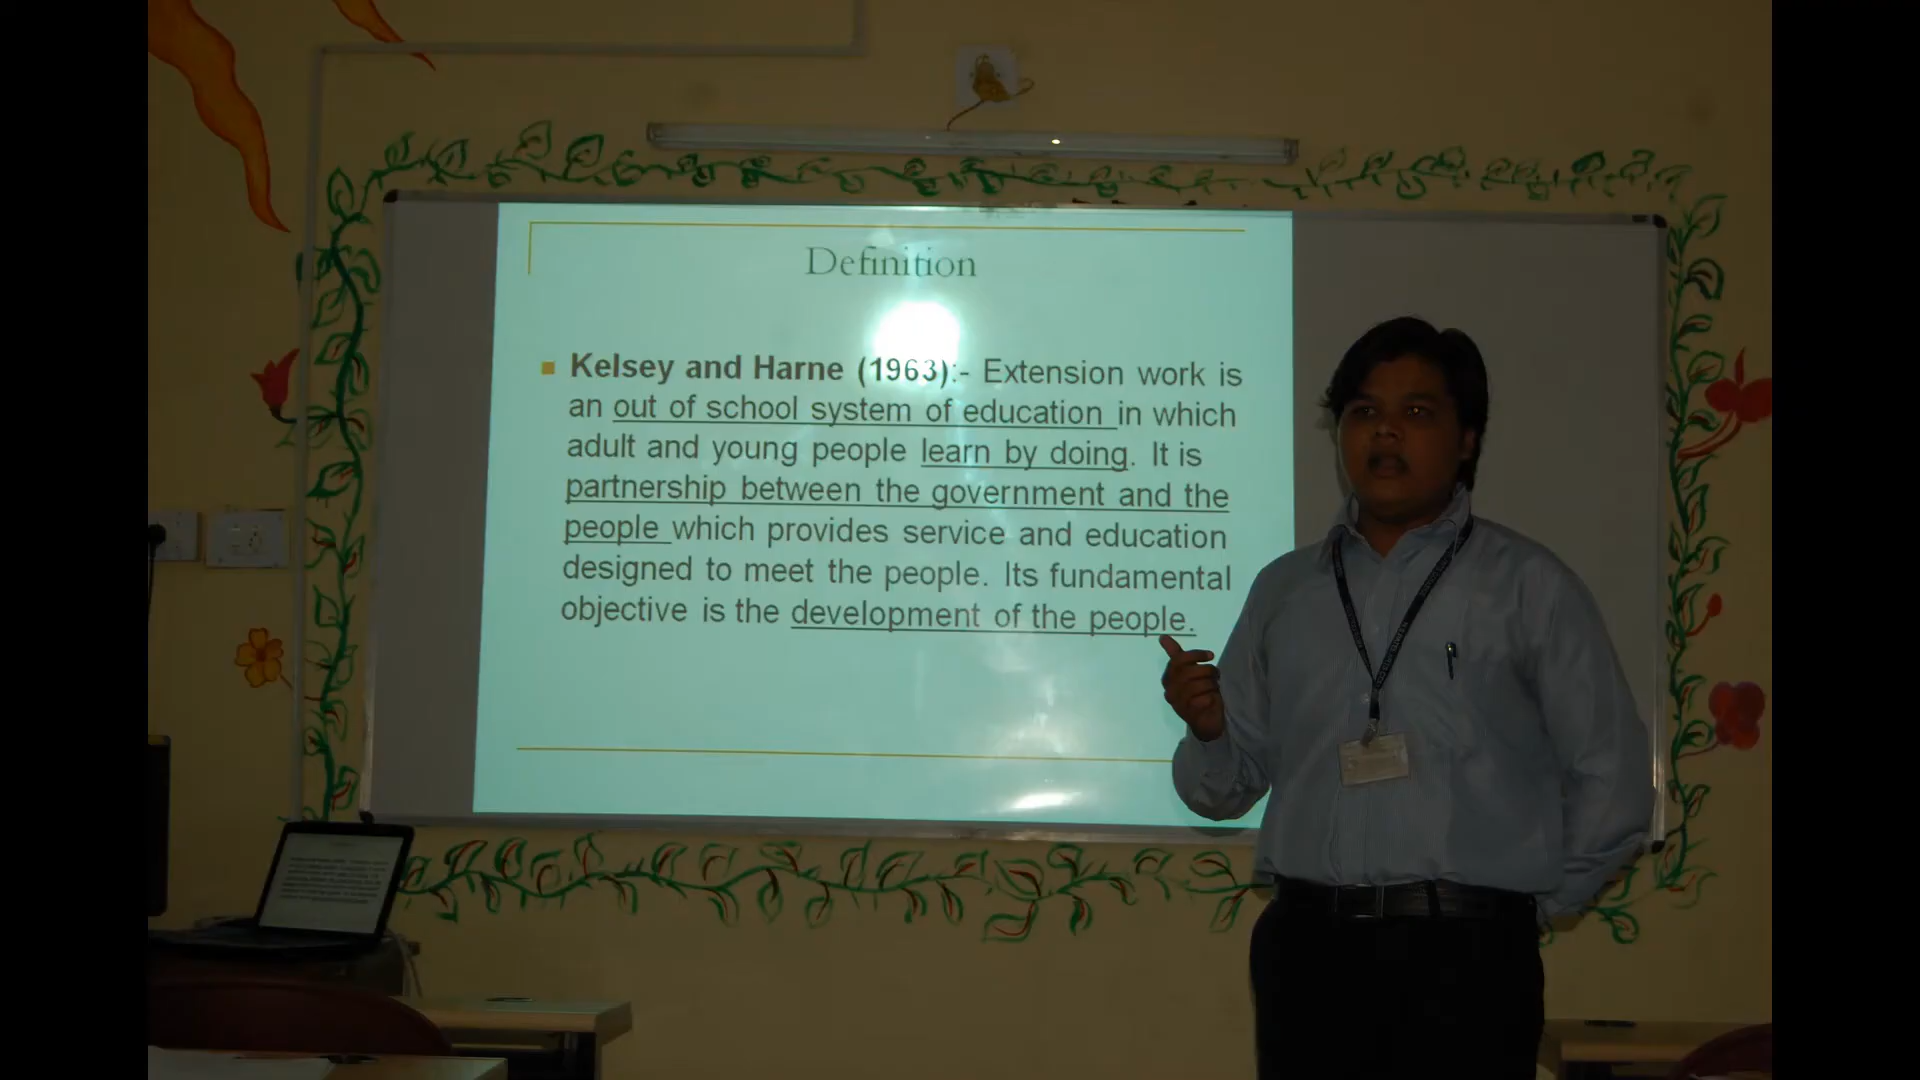 Definition
Kelsey and Harne (1963):- Extension work is
an out of school system of education in which
adult and young people learn by doing. It is
partnership between the government and the
people which provides service and education
designed to meet the people. Its fundamental
objective is the development of the people.